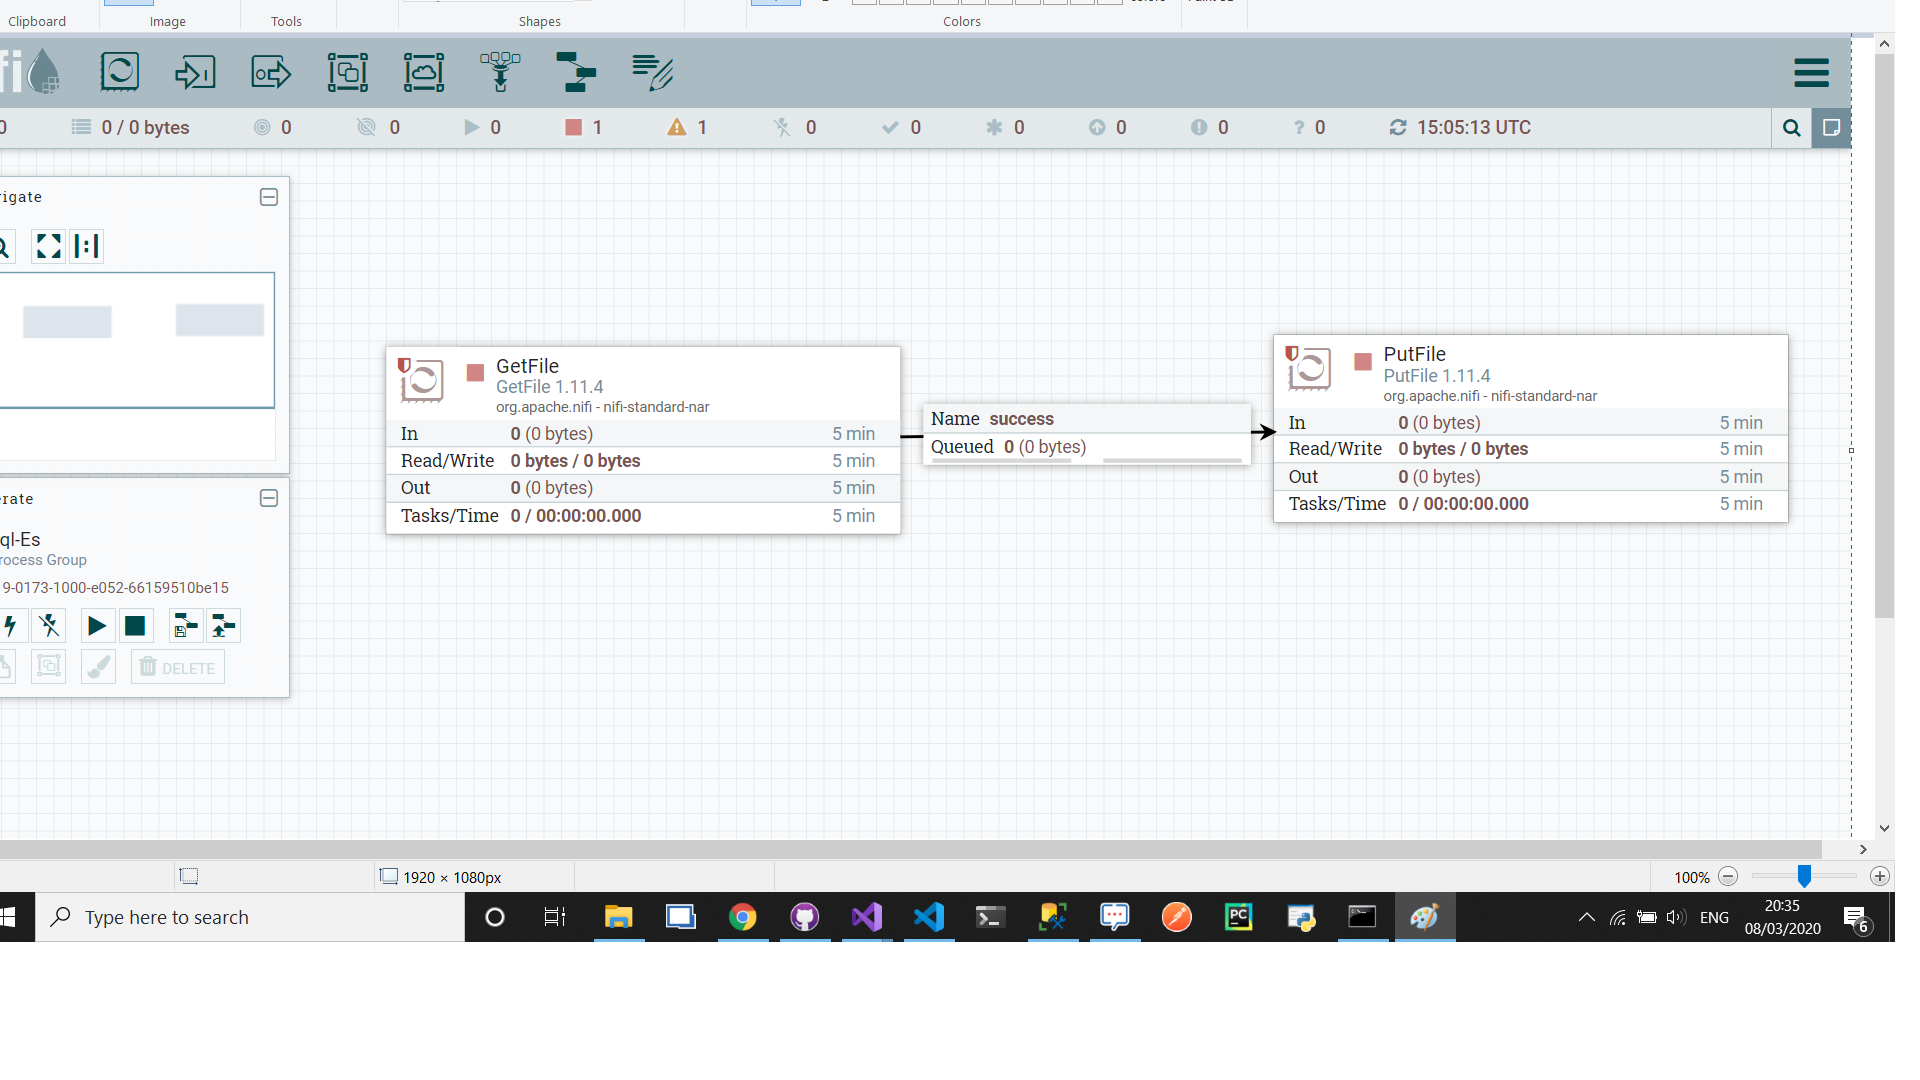 Clipboard
Image
Tools
Shapes
Colors
fi
0
0 / 0 bytes
0
0
0
1
1
0
0
0
0
0
? 0
15:05:13 UTC
igate
GetFile
GetFile 1.11.4
org.apache.nifi - nifi-standard-nar
In 0 (0 bytes) 5 min
Read/Write 0 bytes / 0 bytes 5 min
Out 0 (0 bytes) 5 min
Tasks/Time 0 / 00:00:00.000 5 min
Name success
Queued 0 (0 bytes)
PutFile
PutFile 1.11.4
org.apache.nifi - nifi-standard-nar
In 0 (0 bytes) 5 min
Read/Write 0 bytes / 0 bytes 5 min
Out 0 (0 bytes) 5 min
Tasks/Time 0 / 00:00:00.000 5 min
erate
ql-Es
rocess Group
9-0173-1000-e052-66159510be15
DELETE
1920 × 1080px
100%
Type here to search
PC
ENG
20:35
08/03/2020
6